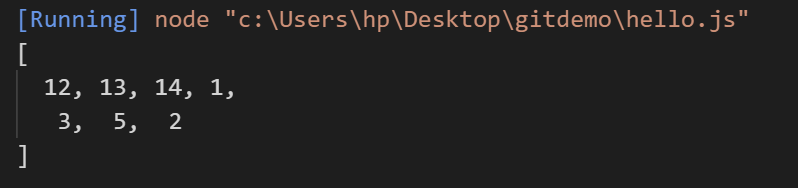 [Running] node "c:\Users\hp\Desktop\gitdemo\hello.js"
[
  12, 13, 14, 1,
   3,  5,  2
]